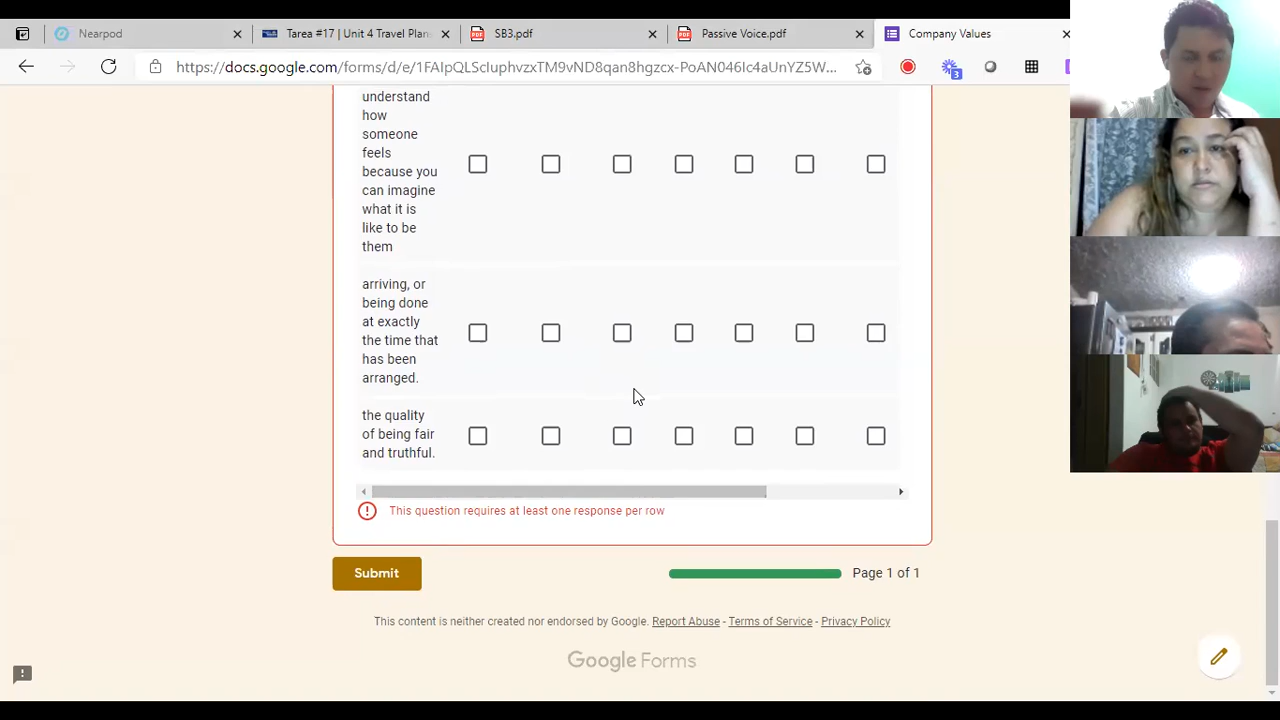 Nearpod
Tarea #17 | Unit 4 Travel Plan
SB3.pdf
Passive Voice.pdf
Company Values
https://docs.google.com/forms/d/e/1FAIpQLScIuphvzxTM9vND8qan8hgzcx-PoAN046Ic4aUnYZ5W...
3
understand
how
someone
feels
because you
can imagine
what it is
like to be
them
arriving, or
being done
at exactly
the time that
has been
arranged.
the quality
of being fair
and truthful.
This question requires at least one response per row
Submit
Page 1 of 1
This content is neither created nor endorsed by Google. Report Abuse - Terms of Service - Privacy Policy
Google Forms